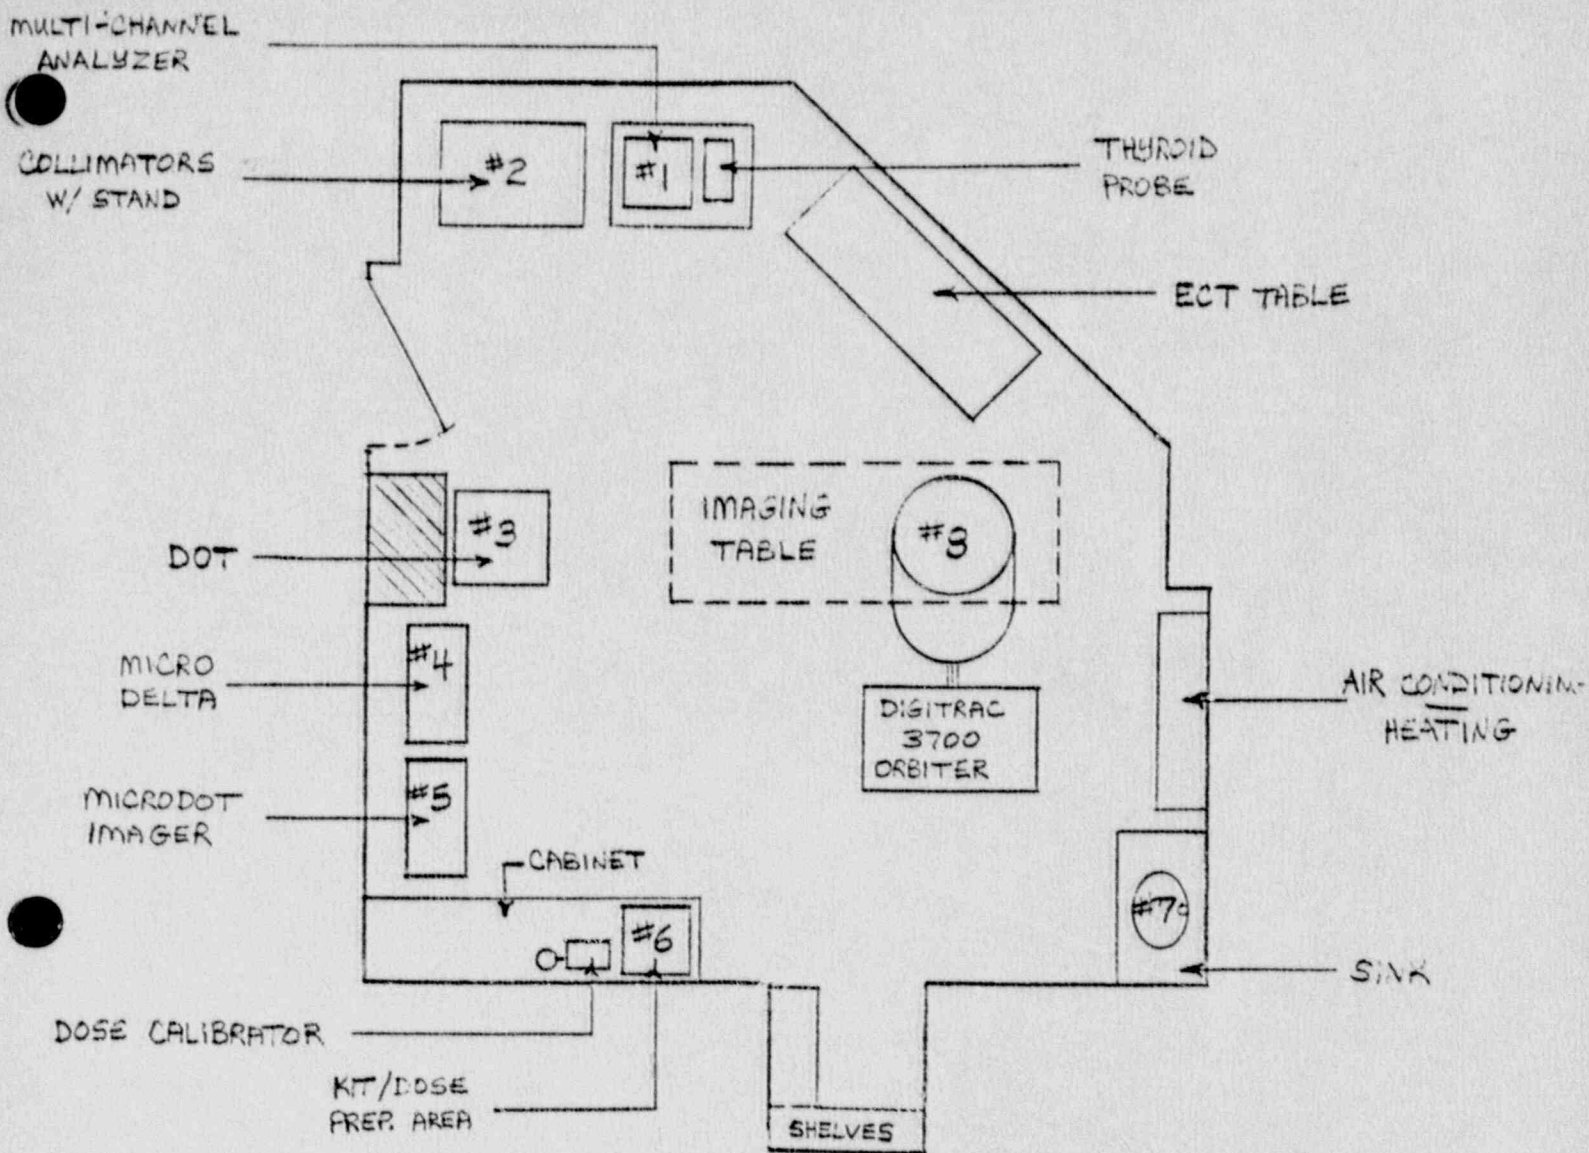 MULTI-CHANNEL
ANALYZER
COLLIMATORS
W/ STAND
#2
#1
THYROID
PROBE
ECT TABLE
DOT
#3
IMAGING
TABLE
#8
MICRO
DELTA
#4
DIGITRAC
3700
ORBITER
AIR CONDITIONIN
HEATING
MICRODOT
IMAGER
#5
CABINET
#6
#7
SINK
DOSE CALIBRATOR
KIT/DOSE
PREP. AREA
SHELVES